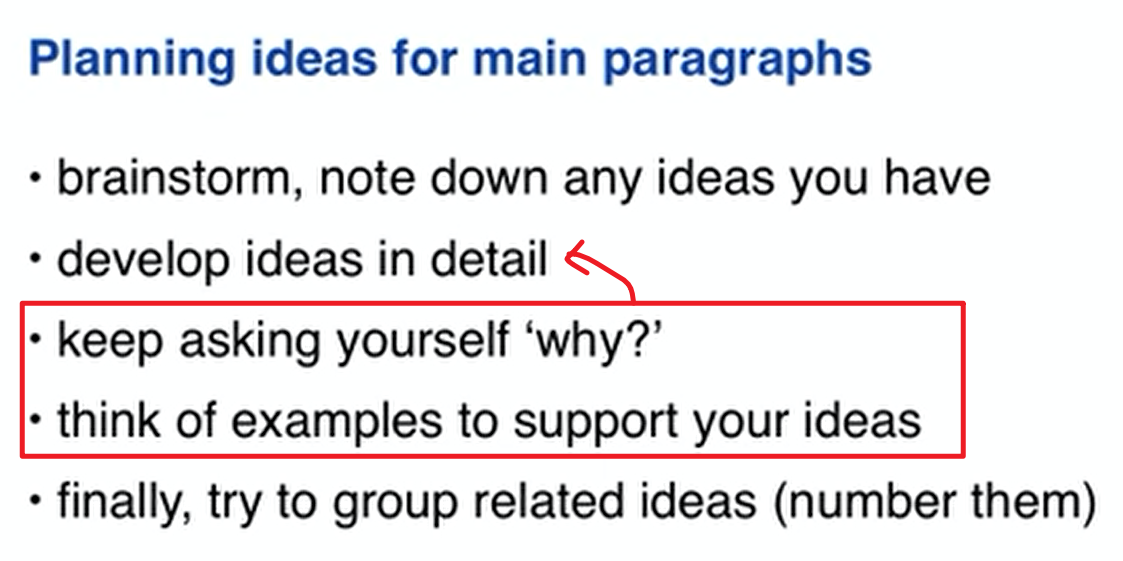 Planning ideas for main paragraphs
• brainstorm, note down any ideas you have
• develop ideas in detail
• keep asking yourself ‘why?’
• think of examples to support your ideas
• finally, try to group related ideas (number them)